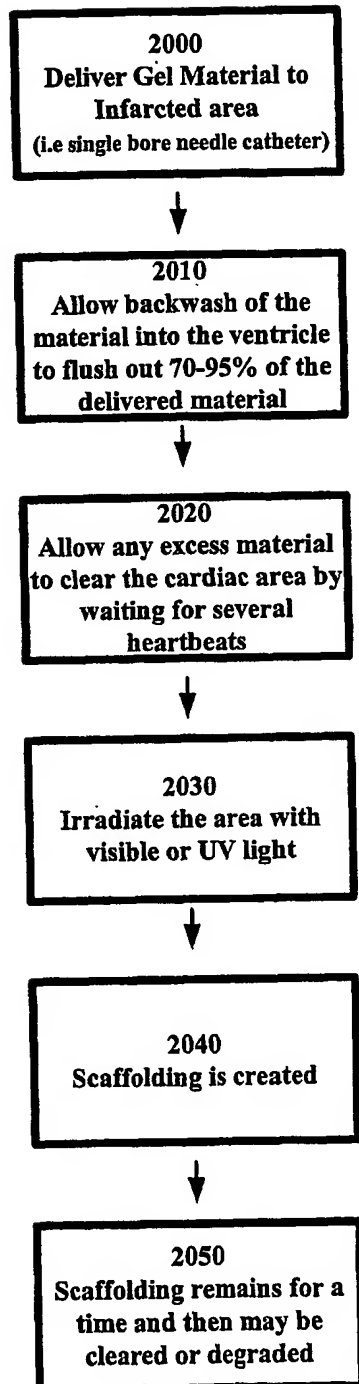 2000
Deliver Gel Material to
Infarcted area
(i.e single bore needle catheter)
2010
Allow backwash of the
material into the ventricle
to flush out 70-95% of the
delivered material
2020
Allow any excess material
to clear the cardiac area by
waiting for several
heartbeats
2030
Irradiate the area with
visible or UV light
2040
Scaffolding is created
2050
Scaffolding remains for a
time and then may be
cleared or degraded